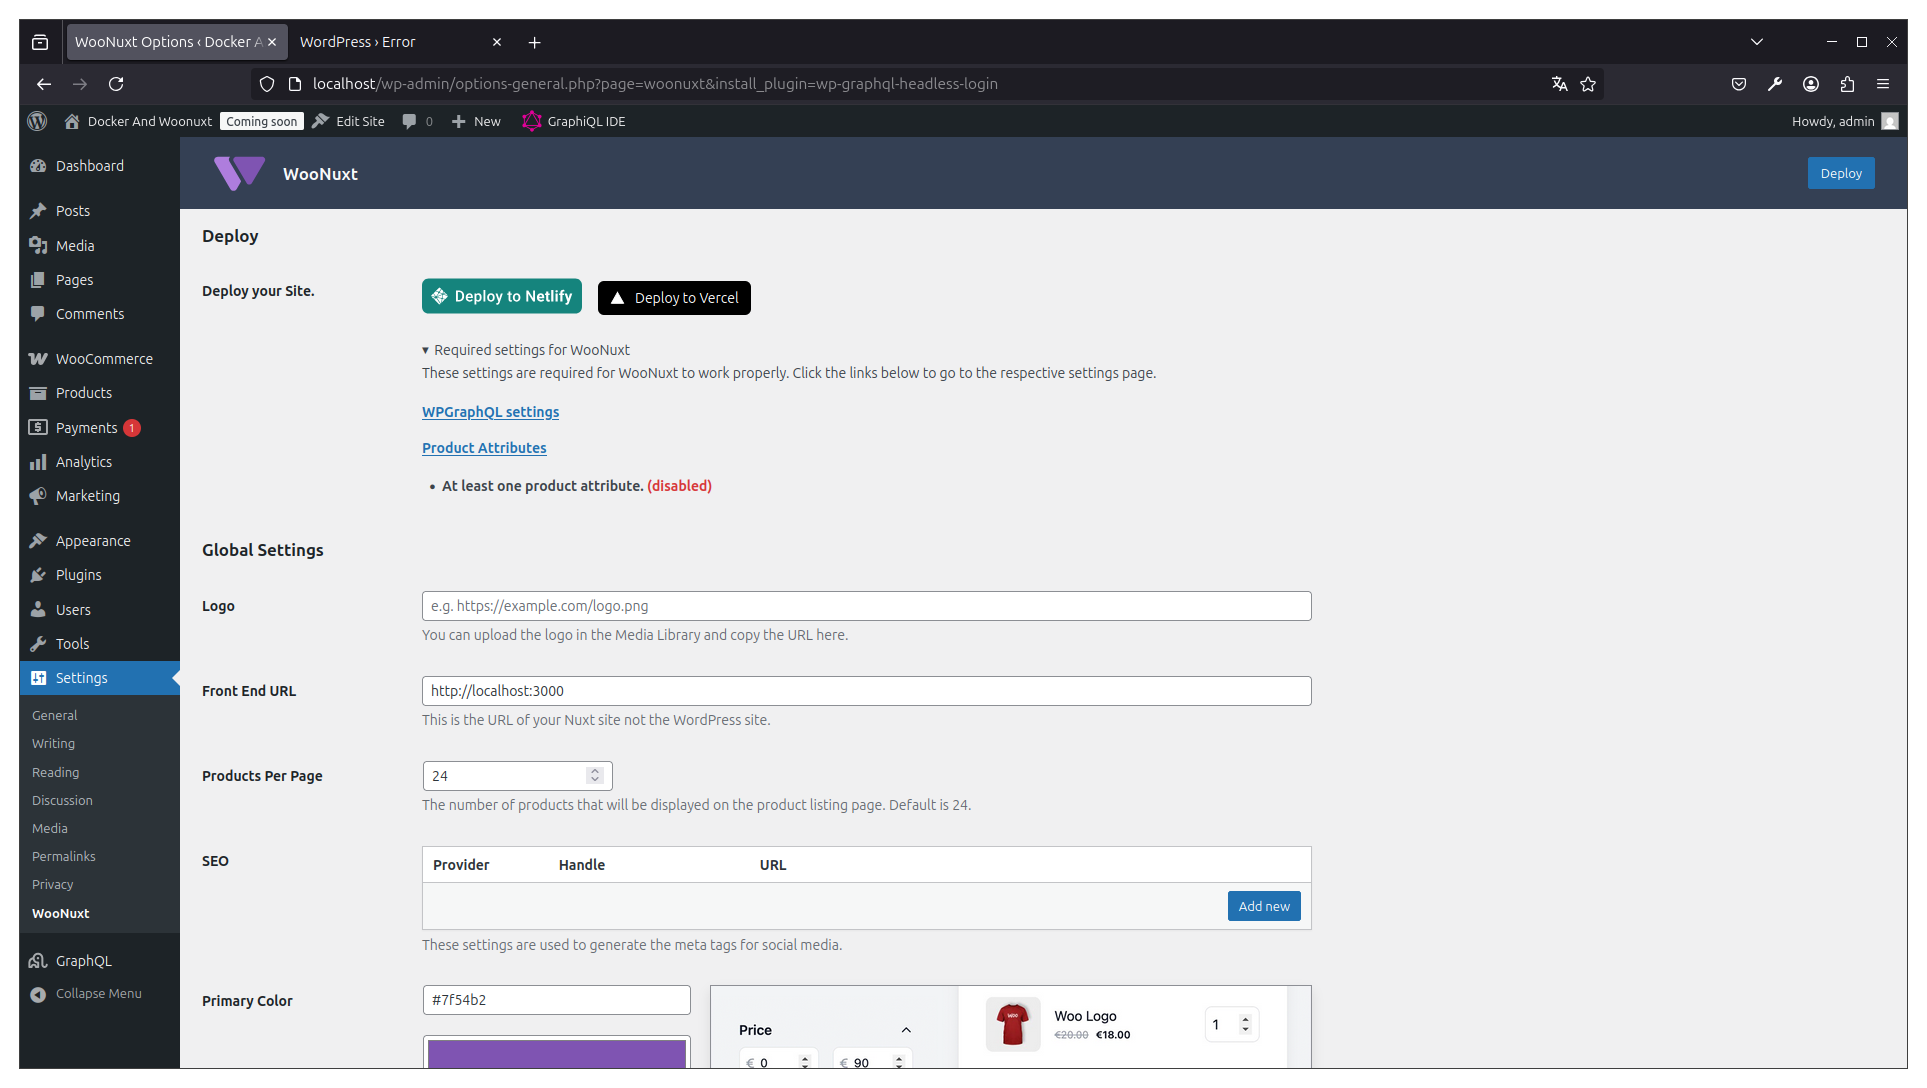 WooNuxt Options ‹ Docker A
WordPress › Error
localhost/wp-admin/options-general.php?page=woonuxt&install_plugin=wp-graphql-headless-login
Docker And Woonuxt Coming soon Edit Site 0 New GraphiQL IDE
Howdy, admin
Dashboard
Posts
Media
Pages
Comments
WooCommerce
Products
Payments 1
Analytics
Marketing
Appearance
Plugins
Users
Tools
Settings
General
Writing
Reading
Discussion
Media
Permalinks
Privacy
WooNuxt
GraphQL
Collapse Menu
WooNuxt
Deploy
Deploy
Deploy your Site.
Deploy to Netlify
Deploy to Vercel
▾ Required settings for WooNuxt
These settings are required for WooNuxt to work properly. Click the links below to go to the respective settings page.
WPGraphQL settings
Product Attributes
• At least one product attribute. (disabled)
Global Settings
Logo
e.g. https://example.com/logo.png
You can upload the logo in the Media Library and copy the URL here.
Front End URL
http://localhost:3000
This is the URL of your Nuxt site not the WordPress site.
Products Per Page
24
The number of products that will be displayed on the product listing page. Default is 24.
SEO
Provider Handle URL
Add new
These settings are used to generate the meta tags for social media.
Primary Color
#7f54b2
Price
€ 0
€ 90
Woo
Woo Logo
€20.00 €18.00
1